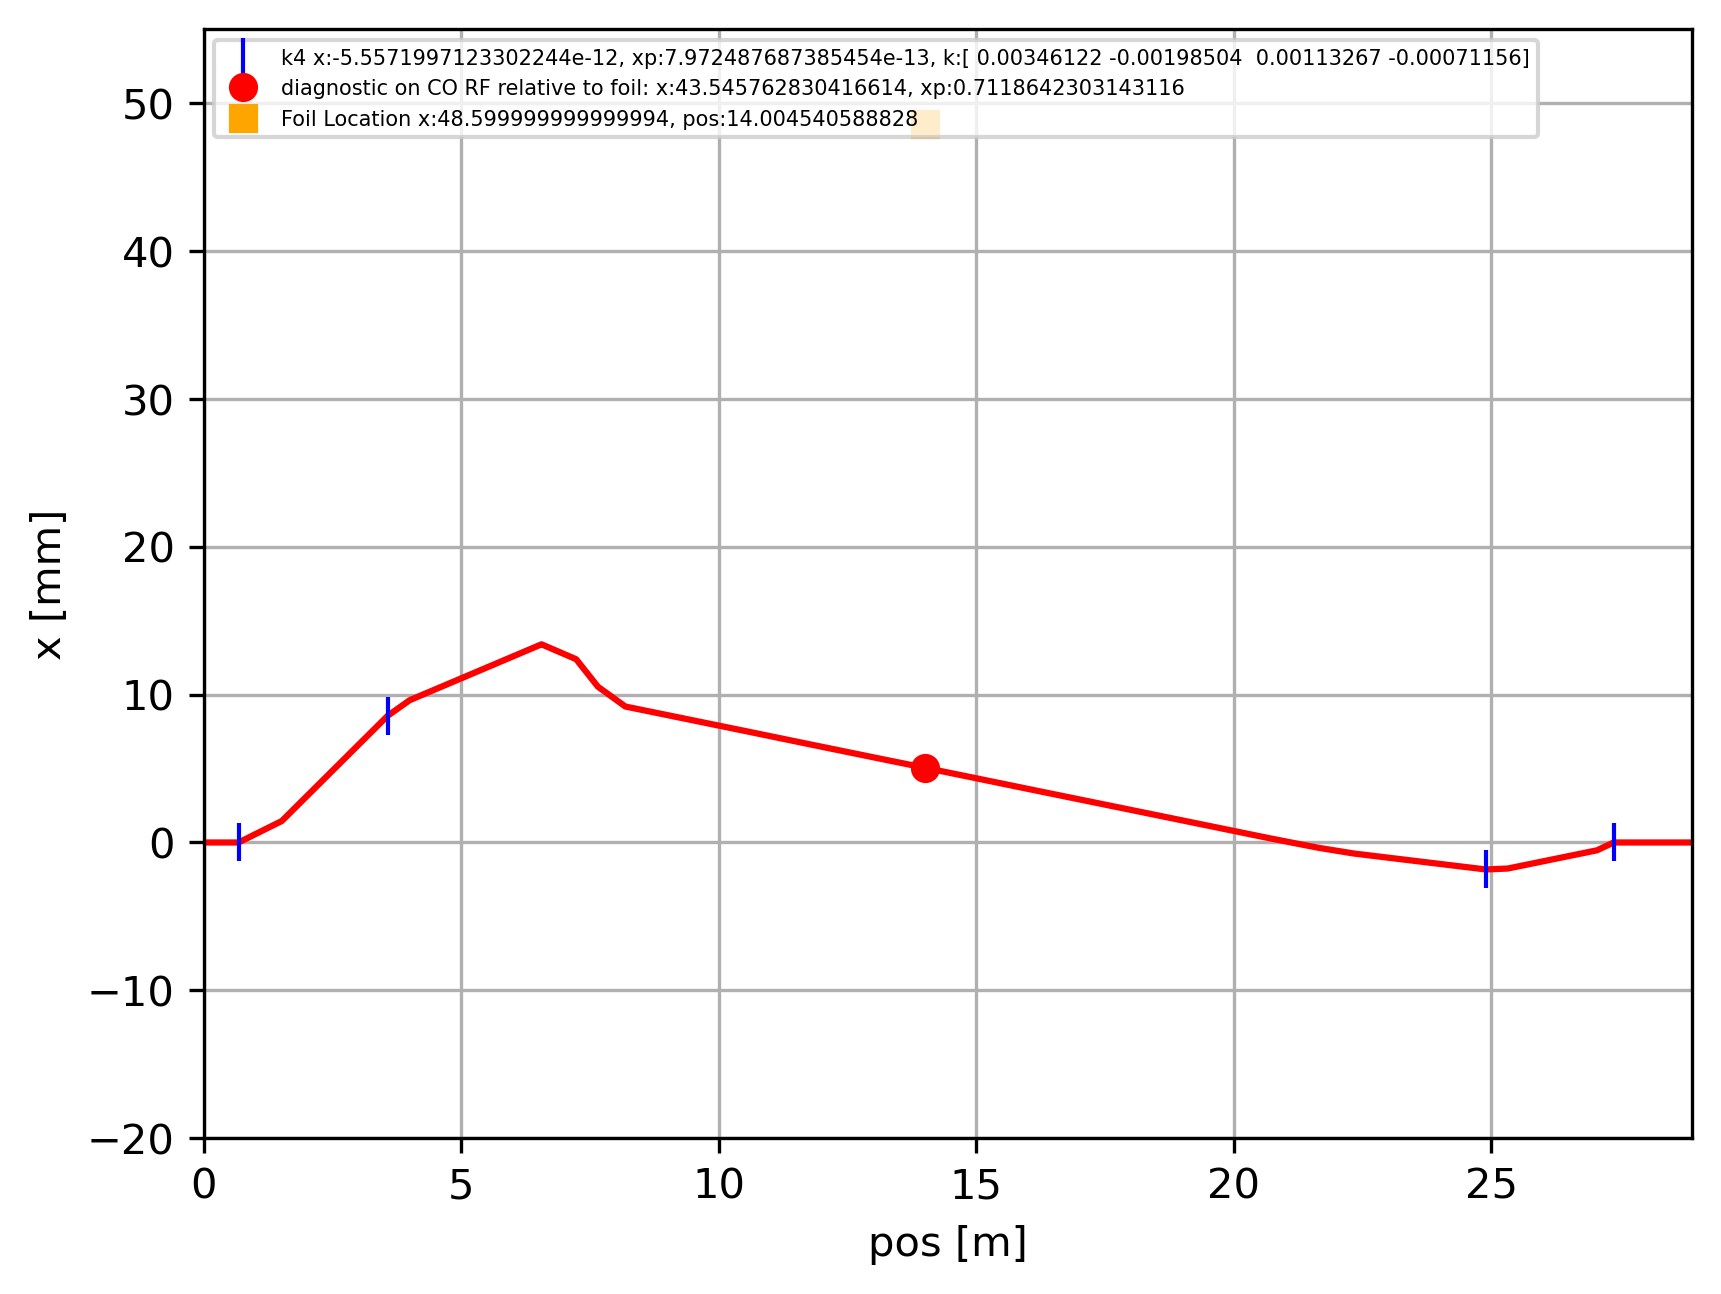 k4 x:-5.5571997123302244e-12, xp:7.972487687385454e-13, k:[ 0.00346122 -0.00198504  0.00113267 -0.00071156]
diagnostic on CO RF relative to foil: x:43.545762830416614, xp:0.7118642303143116
Foil Location x:48.599999999999994, pos:14.004540588828
50
40
30
20
10
0
−10
−20
x [mm]
0 5 10 15 20 25
pos [m]